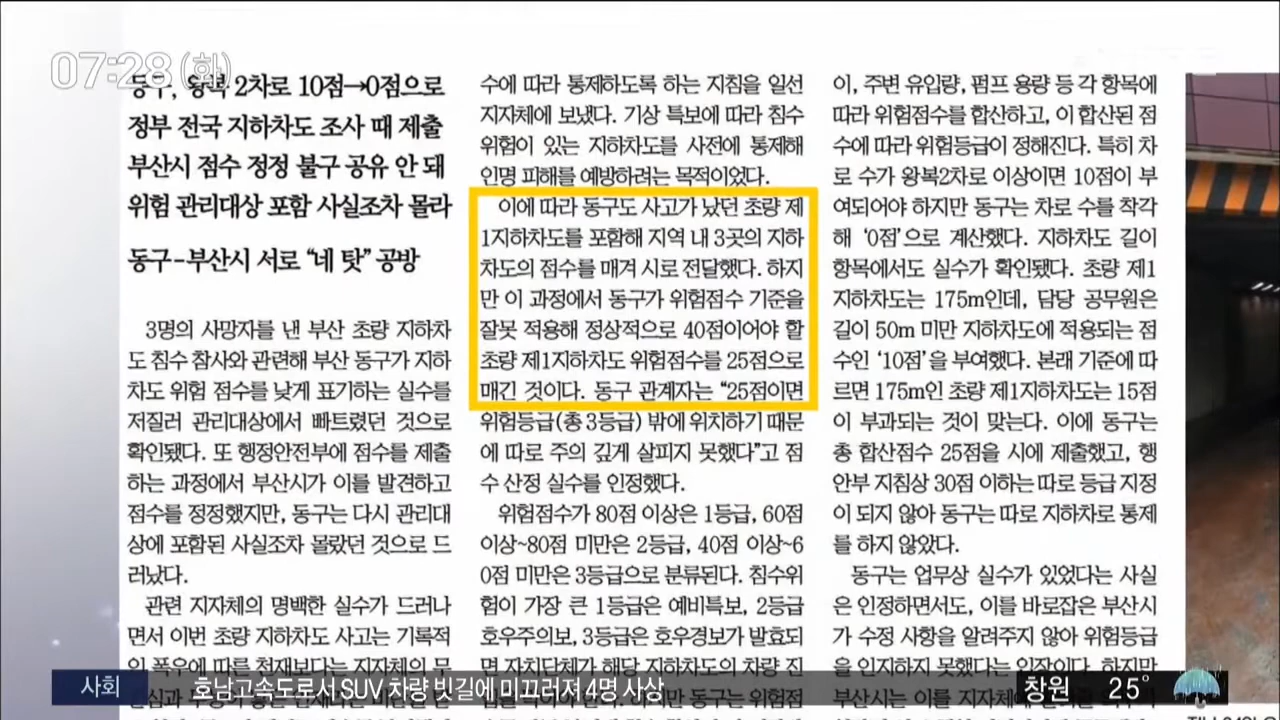 07:28 (화)
동구, 왕복 2차로 10점→0점으로
정부 전국 지하차도 조사 때 제출
부산시 점수 정정 불구 공유 안 돼
위험 관리대상 포함 사실조차 몰라
동구-부산시 서로 “네 탓” 공방
3명의 사망자를 낸 부산 초량 지하차
도 침수 참사와 관련해 부산 동구가 지하
차도 위험 점수를 낮게 표기하는 실수를
저질러 관리대상에서 빠트렸던 것으로
확인됐다. 또 행정안전부에 점수를 제출
하는 과정에서 부산시가 이를 발견하고
점수를 정정했지만, 동구는 다시 관리대
상에 포함된 사실조차 몰랐던 것으로 드
러났다.
관련 지자체의 명백한 실수가 드러나
면서 이번 초량 지하차도 사고는 기록적
인 폭우에 따른 천재보다는 지자체의 무
수에 따라 통제하도록 하는 지침을 일선
지자체에 보냈다. 기상 특보에 따라 침수
위험이 있는 지하차도를 사전에 통제해
인명 피해를 예방하려는 목적이었다.
이에 따라 동구도 사고가 났던 초량 제
1지하차도를 포함해 지역 내 3곳의 지하
차도의 점수를 매겨 시로 전달했다. 하지
만 이 과정에서 동구가 위험점수 기준을
잘못 적용해 정상적으로 40점이어야 할
초량 제1지하차도 위험점수를 25점으로
매긴 것이다. 동구 관계자는 “25점이면
위험등급(총 3등급) 밖에 위치하기 때문
에 따로 주의 깊게 살피지 못했다”고 점
수 산정 실수를 인정했다.
위험점수가 80점 이상은 1등급, 60점
이상~80점 미만은 2등급, 40점 이상~6
0점 미만은 3등급으로 분류된다. 침수위
험이 가장 큰 1등급은 예비특보, 2등급
호우주의보, 3등급은 호우경보가 발효되
면 자치단체가 해당 지하차도의 차량 진
이, 주변 유입량, 펌프 용량 등 각 항목에
따라 위험점수를 합산하고, 이 합산된 점
수에 따라 위험등급이 정해진다. 특히 차
로 수가 왕복2차로 이상이면 10점이 부
여되어야 하지만 동구는 차로 수를 착각
해 ‘0점’으로 계산했다. 지하차도 길이
항목에서도 실수가 확인됐다. 초량 제1
지하차도는 175m인데, 담당 공무원은
길이 50m 미만 지하차도에 적용되는 점
수인 ‘10점’을 부여했다. 본래 기준에 따
르면 175m인 초량 제1지하차도는 15점
이 부과되는 것이 맞는다. 이에 동구는
총 합산점수 25점을 시에 제출했고, 행
안부 지침상 30점 이하는 따로 등급 지정
이 되지 않아 동구는 따로 지하차로 통제
를 하지 않았다.
동구는 업무상 실수가 있었다는 사실
은 인정하면서도, 이를 바로잡은 부산시
가 수정 사항을 알려주지 않아 위험등급
을 인지하지 못했다는 입장이다. 하지만
사회
호남고속도로서 SUV 차량 빗길에 미끄러져 4명 사상
창원 25°